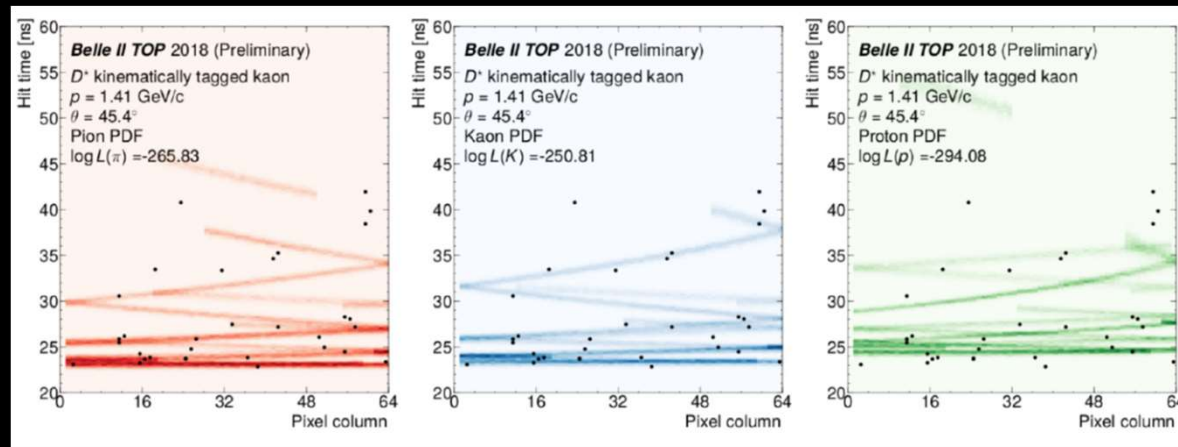 Hit time [ns]
60
55
50
45
40
35
30
25
20
Belle II TOP 2018 (Preliminary)
D* kinematically tagged kaon
p = 1.41 GeV/c
θ = 45.4°
Pion PDF
log L(π) =-265.83
0 16 32 48 64
Pixel column
Hit time [ns]
60
55
50
45
40
35
30
25
20
Belle II TOP 2018 (Preliminary)
D* kinematically tagged kaon
p = 1.41 GeV/c
θ = 45.4°
Kaon PDF
log L(K) =-250.81
0 16 32 48 64
Pixel column
Hit time [ns]
60
55
50
45
40
35
30
25
20
Belle II TOP 2018 (Preliminary)
D* kinematically tagged kaon
p = 1.41 GeV/c
θ = 45.4°
Proton PDF
log L(p) =-294.08
0 16 32 48 64
Pixel column